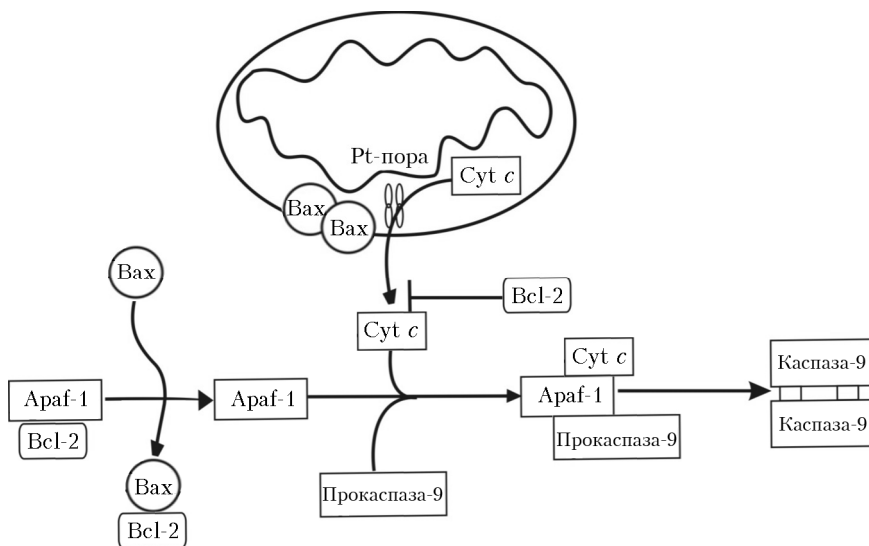 Pt-пора
Cyt c
Bax
Bax
Bax
Bcl-2
Cyt c
Cyt c
Каспаза-9
Apaf-1
Apaf-1
Apaf-1
Bcl-2
Прокаспаза-9
Каспаза-9
Bax
Прокаспаза-9
Bcl-2